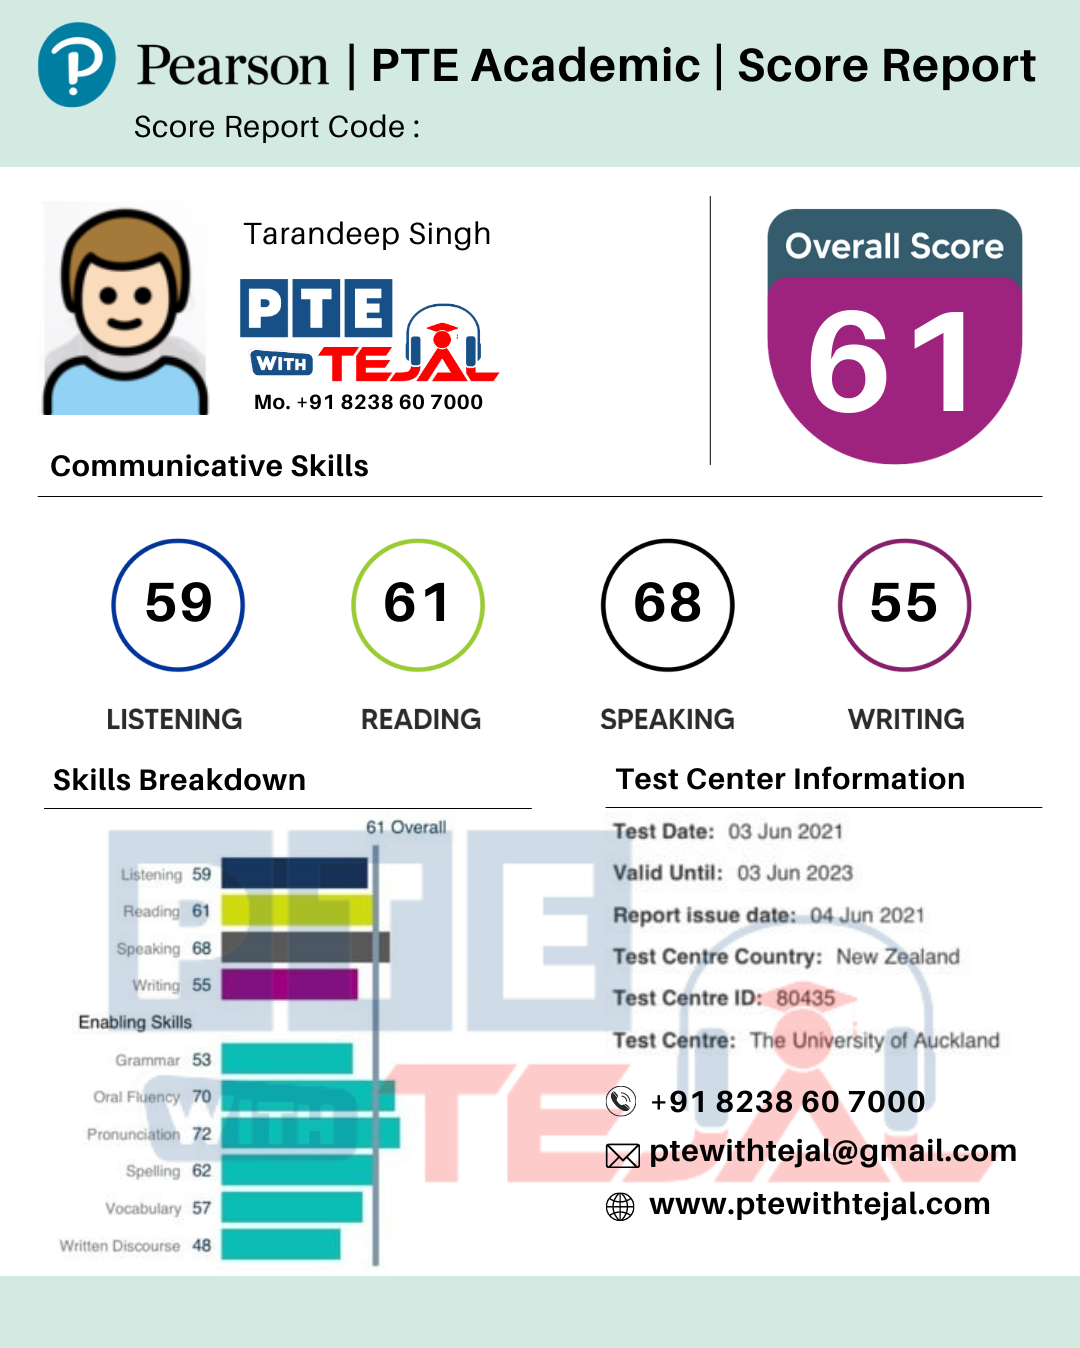 Pearson | PTE Academic | Score Report
Score Report Code :
Tarandeep Singh
PTE
WITH TEJAL
Mo. +91 8238 60 7000
Overall Score
61
Communicative Skills
59 61 68 55
LISTENING READING SPEAKING WRITING
Skills Breakdown
61 Overall
Listening 59
Reading 61
Speaking 68
Writing 55
Enabling Skills
Grammar 53
Oral Fluency 70
Pronunciation 72
Spelling 62
Vocabulary 57
Written Discourse 48
Test Center Information
Test Date: 03 Jun 2021
Valid Until: 03 Jun 2023
Report issue date: 04 Jun 2021
Test Centre Country: New Zealand
Test Centre ID: 80435
Test Centre: The University of Auckland
+91 8238 60 7000
ptewithtejal@gmail.com
www.ptewithtejal.com
PTE
WITH TEJAL